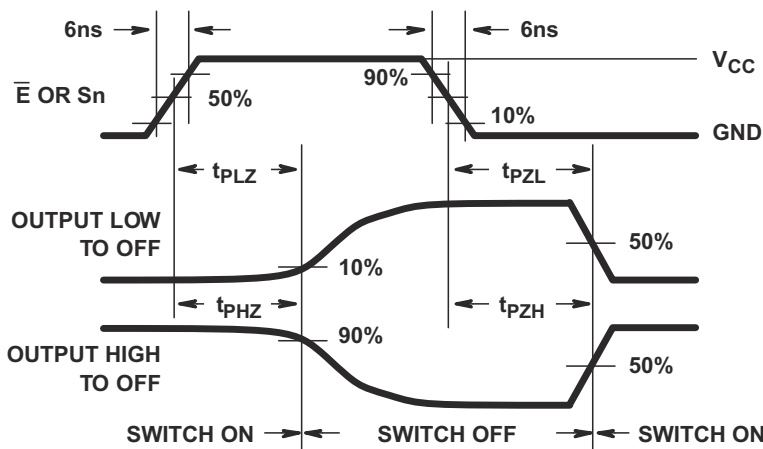 6ns
6ns
V_CC
E̅ OR Sn
90%
50%
10%
GND
t_PLZ
t_PZL
OUTPUT LOW
TO OFF
50%
10%
t_PHZ
t_PZH
90%
OUTPUT HIGH
TO OFF
50%
SWITCH ON
SWITCH OFF
SWITCH ON